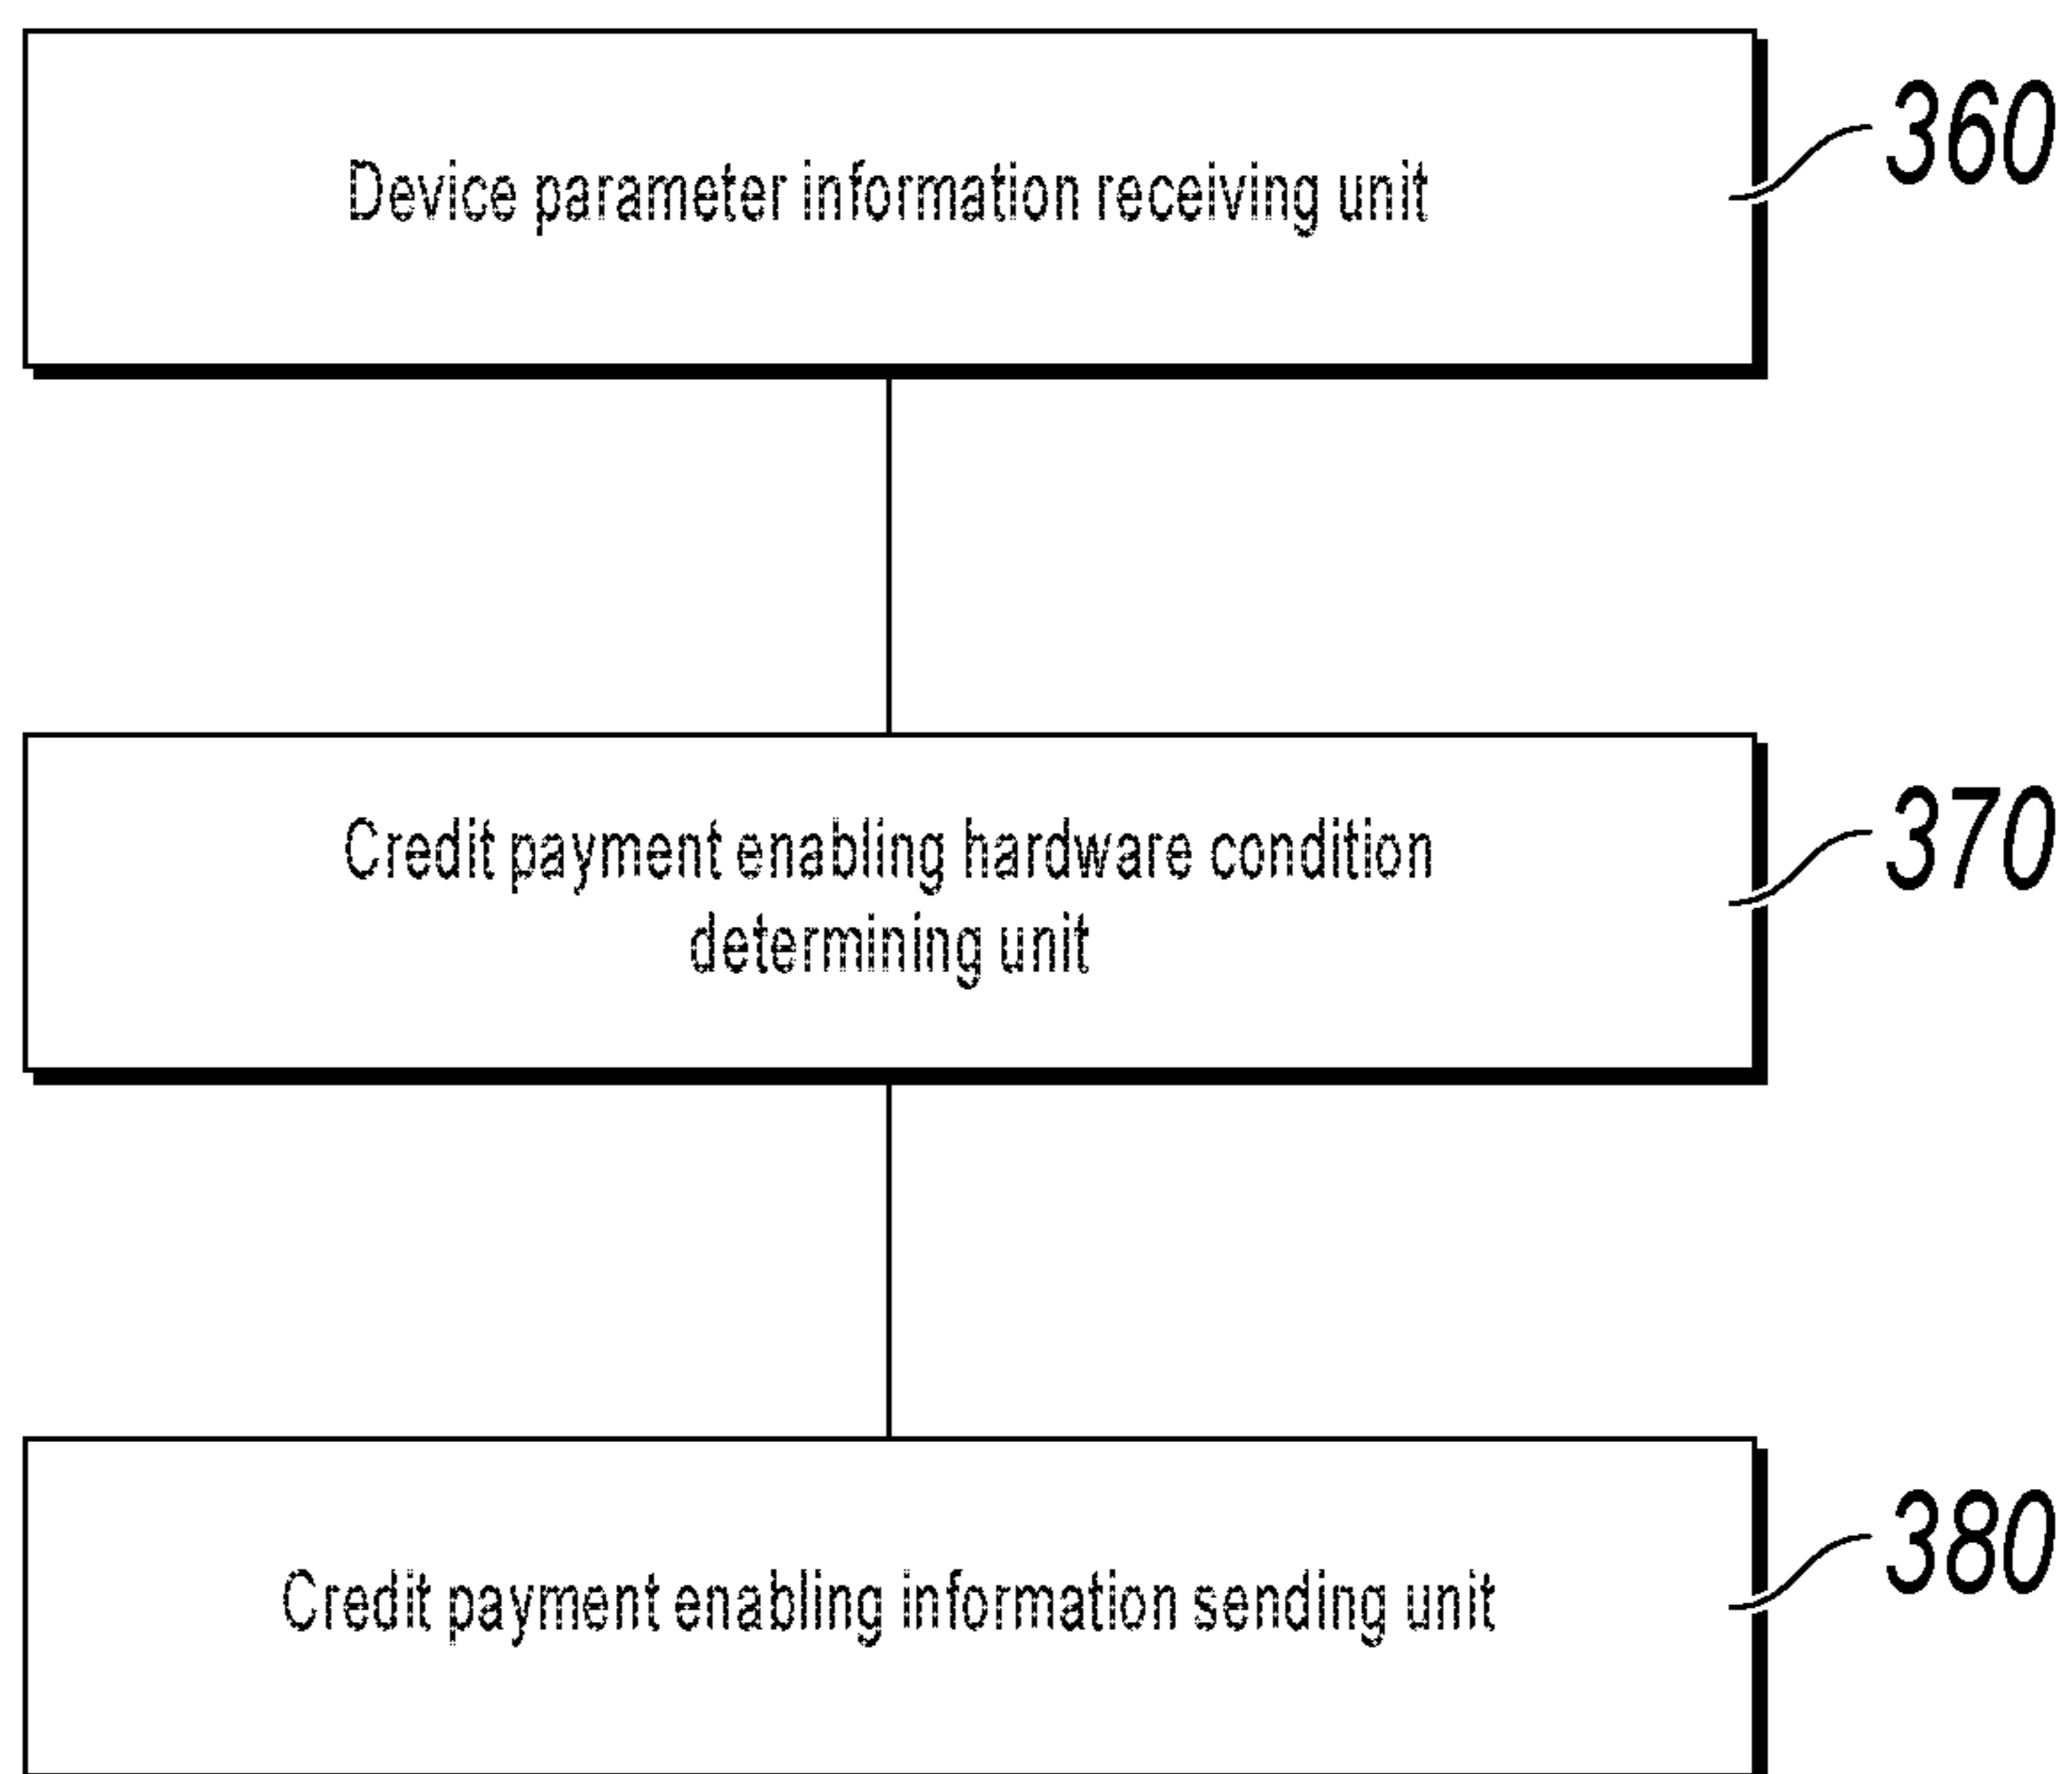 Device parameter information receiving unit
360
Credit payment enabling hardware condition
determining unit
370
Credit payment enabling information sending unit
380